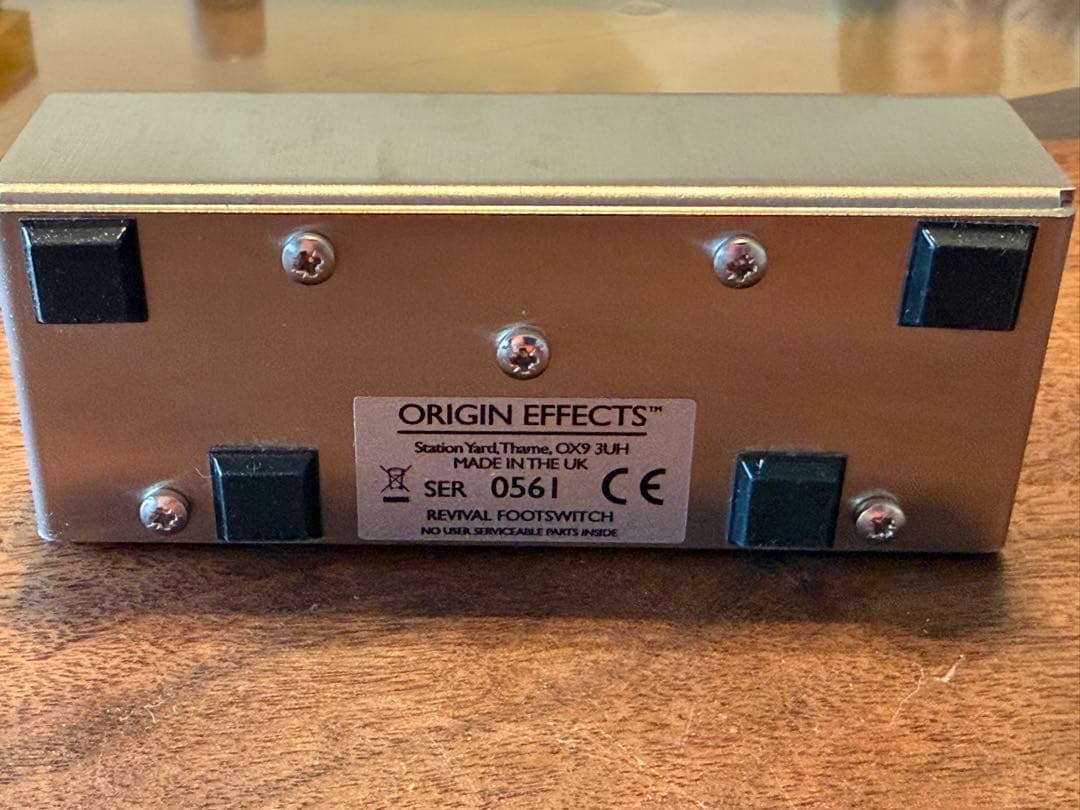 ORIGIN EFFECTS™
Station Yard, Thame, OX9 3UH
MADE IN THE UK
SER 0561 CE
REVIVAL FOOTSWITCH
NO USER SERVICEABLE PARTS INSIDE